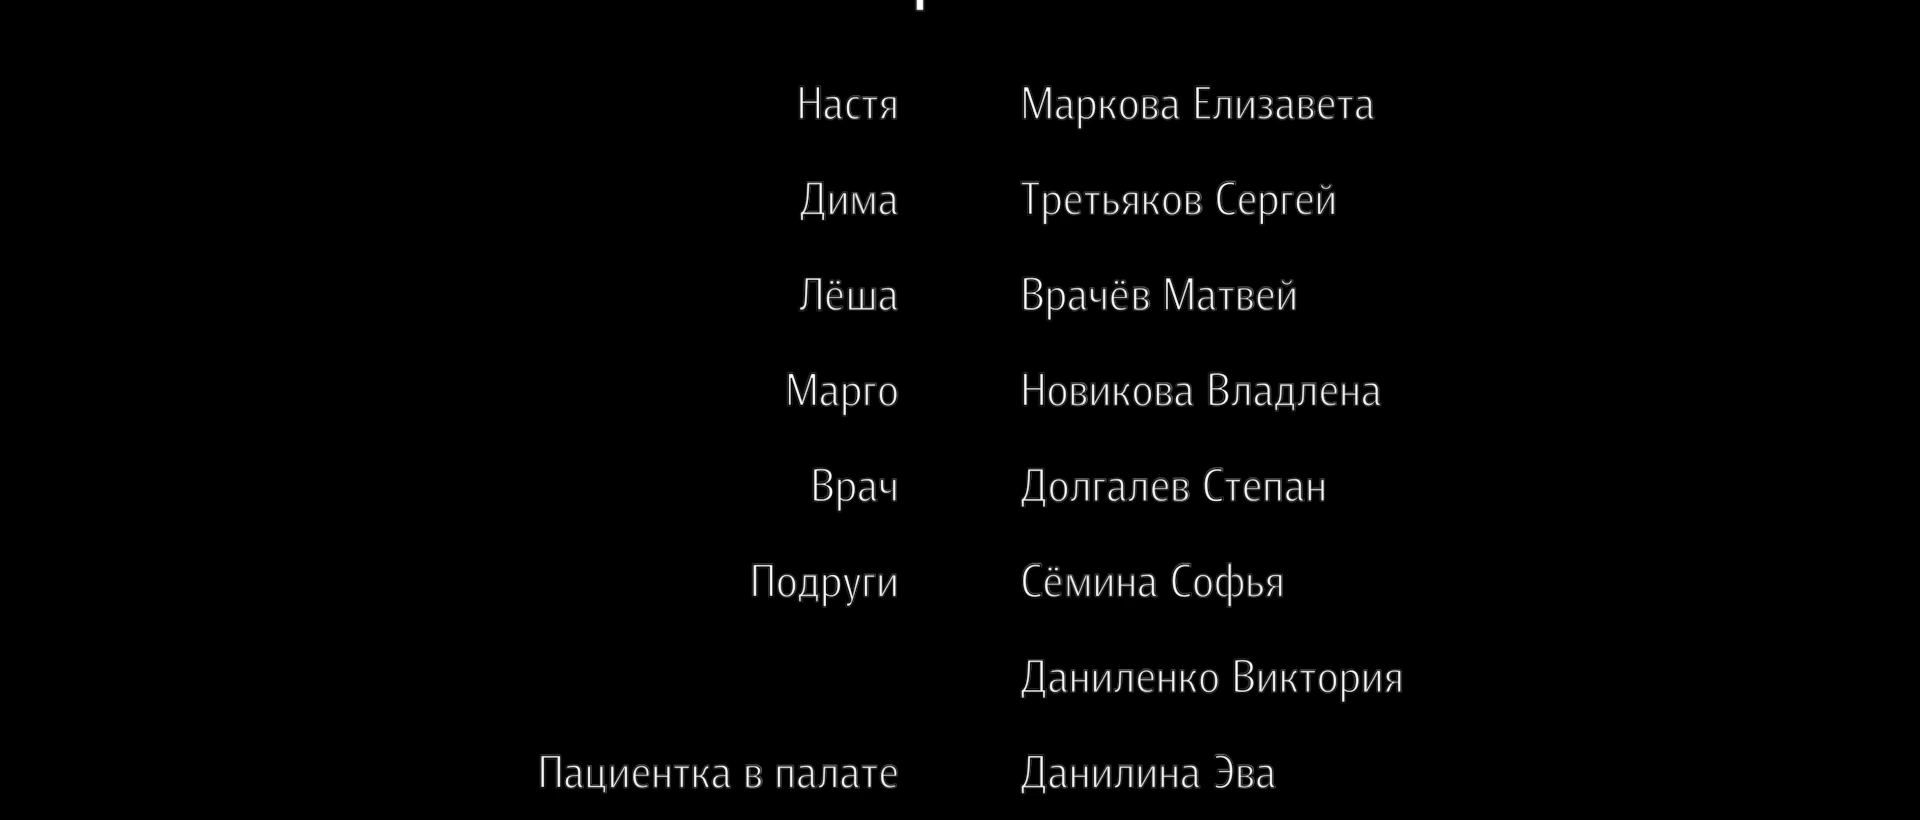 Настя Маркова Елизавета
Дима Третьяков Сергей
Лёша Врачёв Матвей
Марго Новикова Владлена
Врач Долгалев Степан
Подруги Сёмина Софья
Даниленко Виктория
Пациентка в палате Данилина Эва